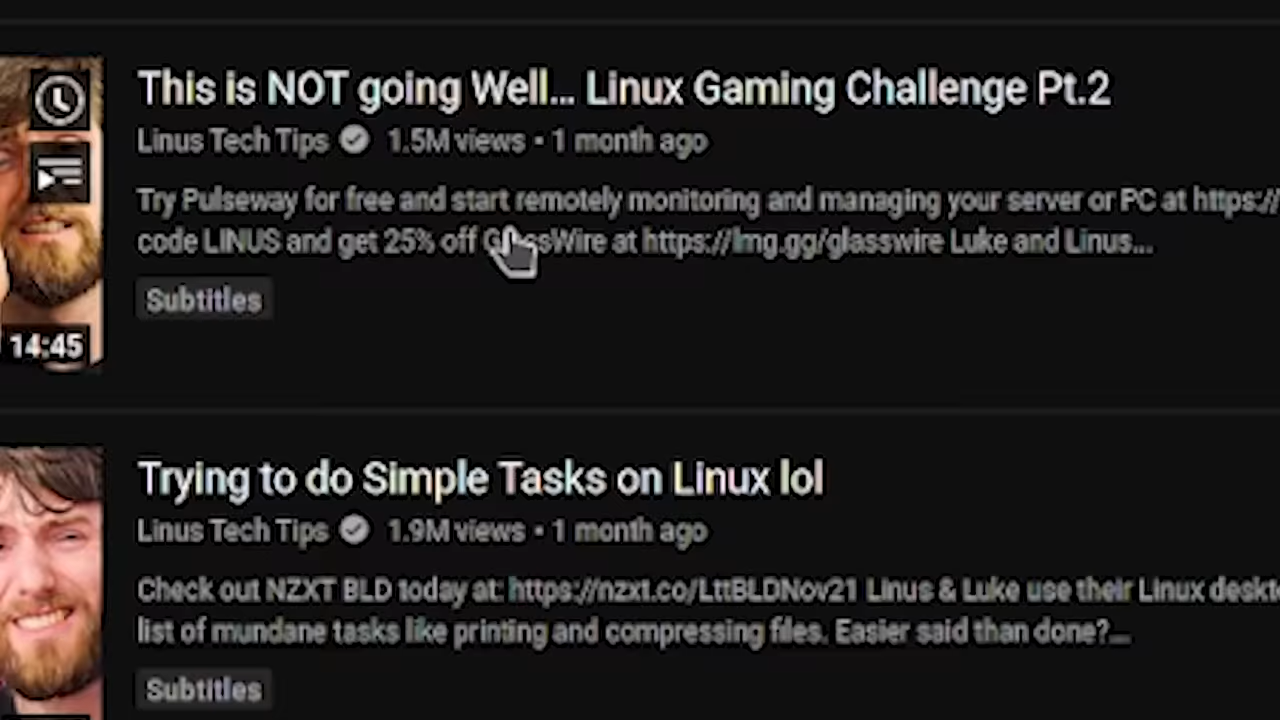 This is NOT going Well... Linux Gaming Challenge Pt.2
Linus Tech Tips 1.5M views • 1 month ago
Try Pulseway for free and start remotely monitoring and managing your server or PC at https://
code LINUS and get 25% off GlassWire at https://lmg.gg/glasswire Luke and Linus...
Subtitles
14:45
Trying to do Simple Tasks on Linux lol
Linus Tech Tips 1.9M views • 1 month ago
Check out NZXT BLD today at: https://nzxt.co/LttBLDNov21 Linus & Luke use their Linux
list of mundane tasks like printing and compressing files. Easier said than done?...
Subtitles